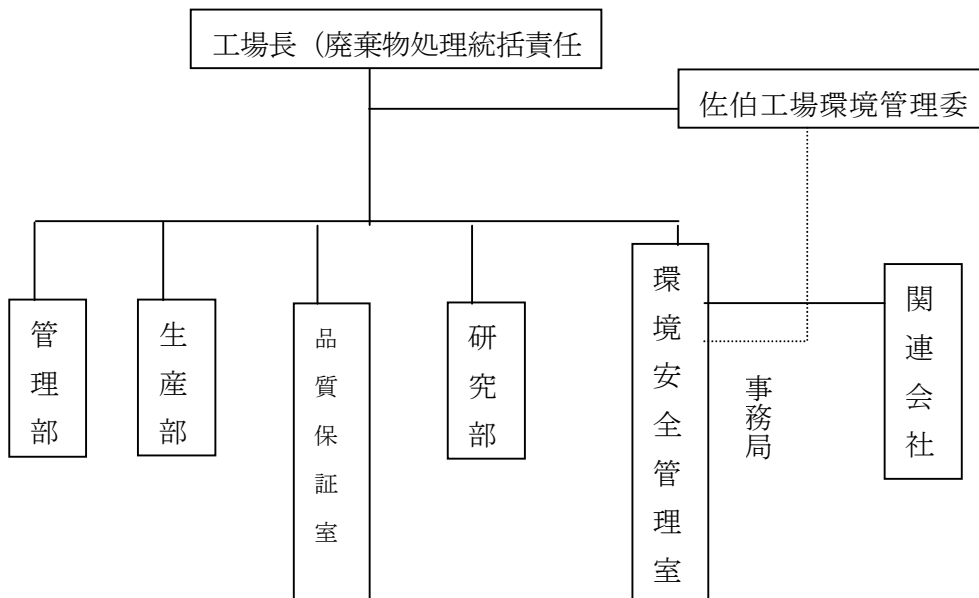 工場長（廃棄物処理統括責任
佐伯工場環境管理委
管理部
生産部
品質保証室
研究部
環境安全管理室
事務局
関連会社